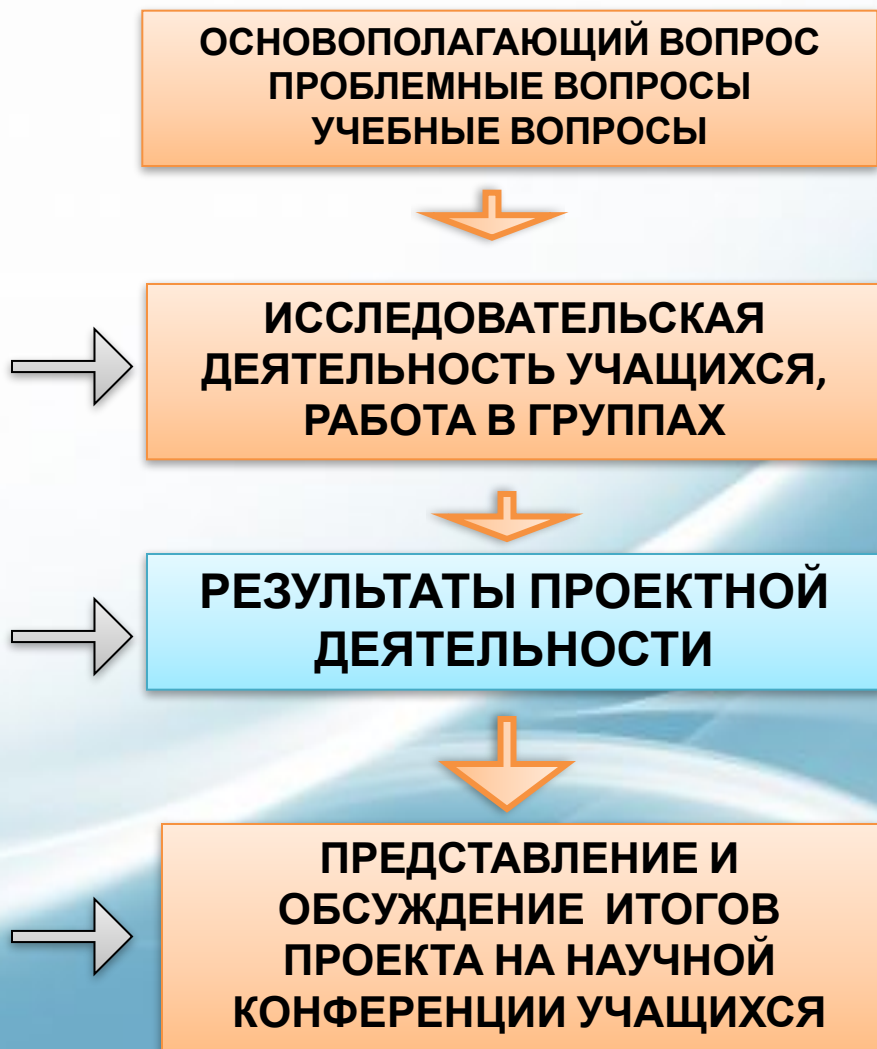 ОСНОВОПОЛАГАЮЩИЙ ВОПРОС
ПРОБЛЕМНЫЕ ВОПРОСЫ
УЧЕБНЫЕ ВОПРОСЫ
ИССЛЕДОВАТЕЛЬСКАЯ
ДЕЯТЕЛЬНОСТЬ УЧАЩИХСЯ,
РАБОТА В ГРУППАХ
РЕЗУЛЬТАТЫ ПРОЕКТНОЙ
ДЕЯТЕЛЬНОСТИ
ПРЕДСТАВЛЕНИЕ И
ОБСУЖДЕНИЕ ИТОГОВ
ПРОЕКТА НА НАУЧНОЙ
КОНФЕРЕНЦИИ УЧАЩИХСЯ